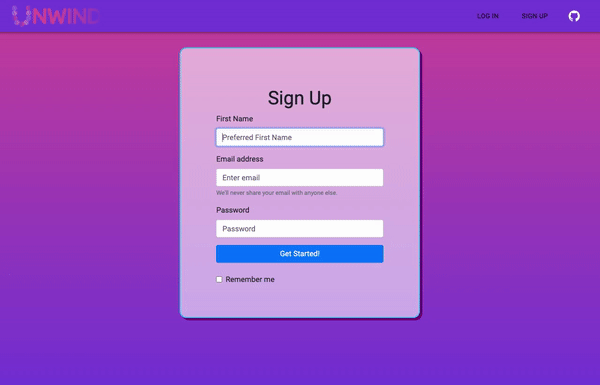 UNWIND
LOG IN
SIGN UP
Sign Up
First Name
Preferred First Name
Email address
Enter email
We'll never share your email with anyone else.
Password
Password
Get Started!
Remember me